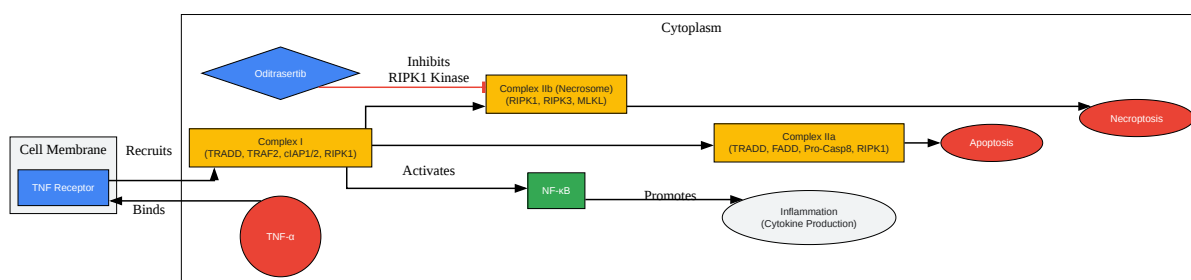 Cytoplasm
Oditrasertib
Inhibits
RIPK1 Kinase
Complex IIb (Necrosome)
(RIPK1, RIPK3, MLKL)
Necroptosis
Cell Membrane
TNF Receptor
Recruits
Complex I
(TRADD, TRAF2, cIAP1/2, RIPK1)
Complex IIa
(TRADD, FADD, Pro-Casp8, RIPK1)
Apoptosis
Activates
NF-κB
Promotes
Inflammation
(Cytokine Production)
Binds
TNF-α